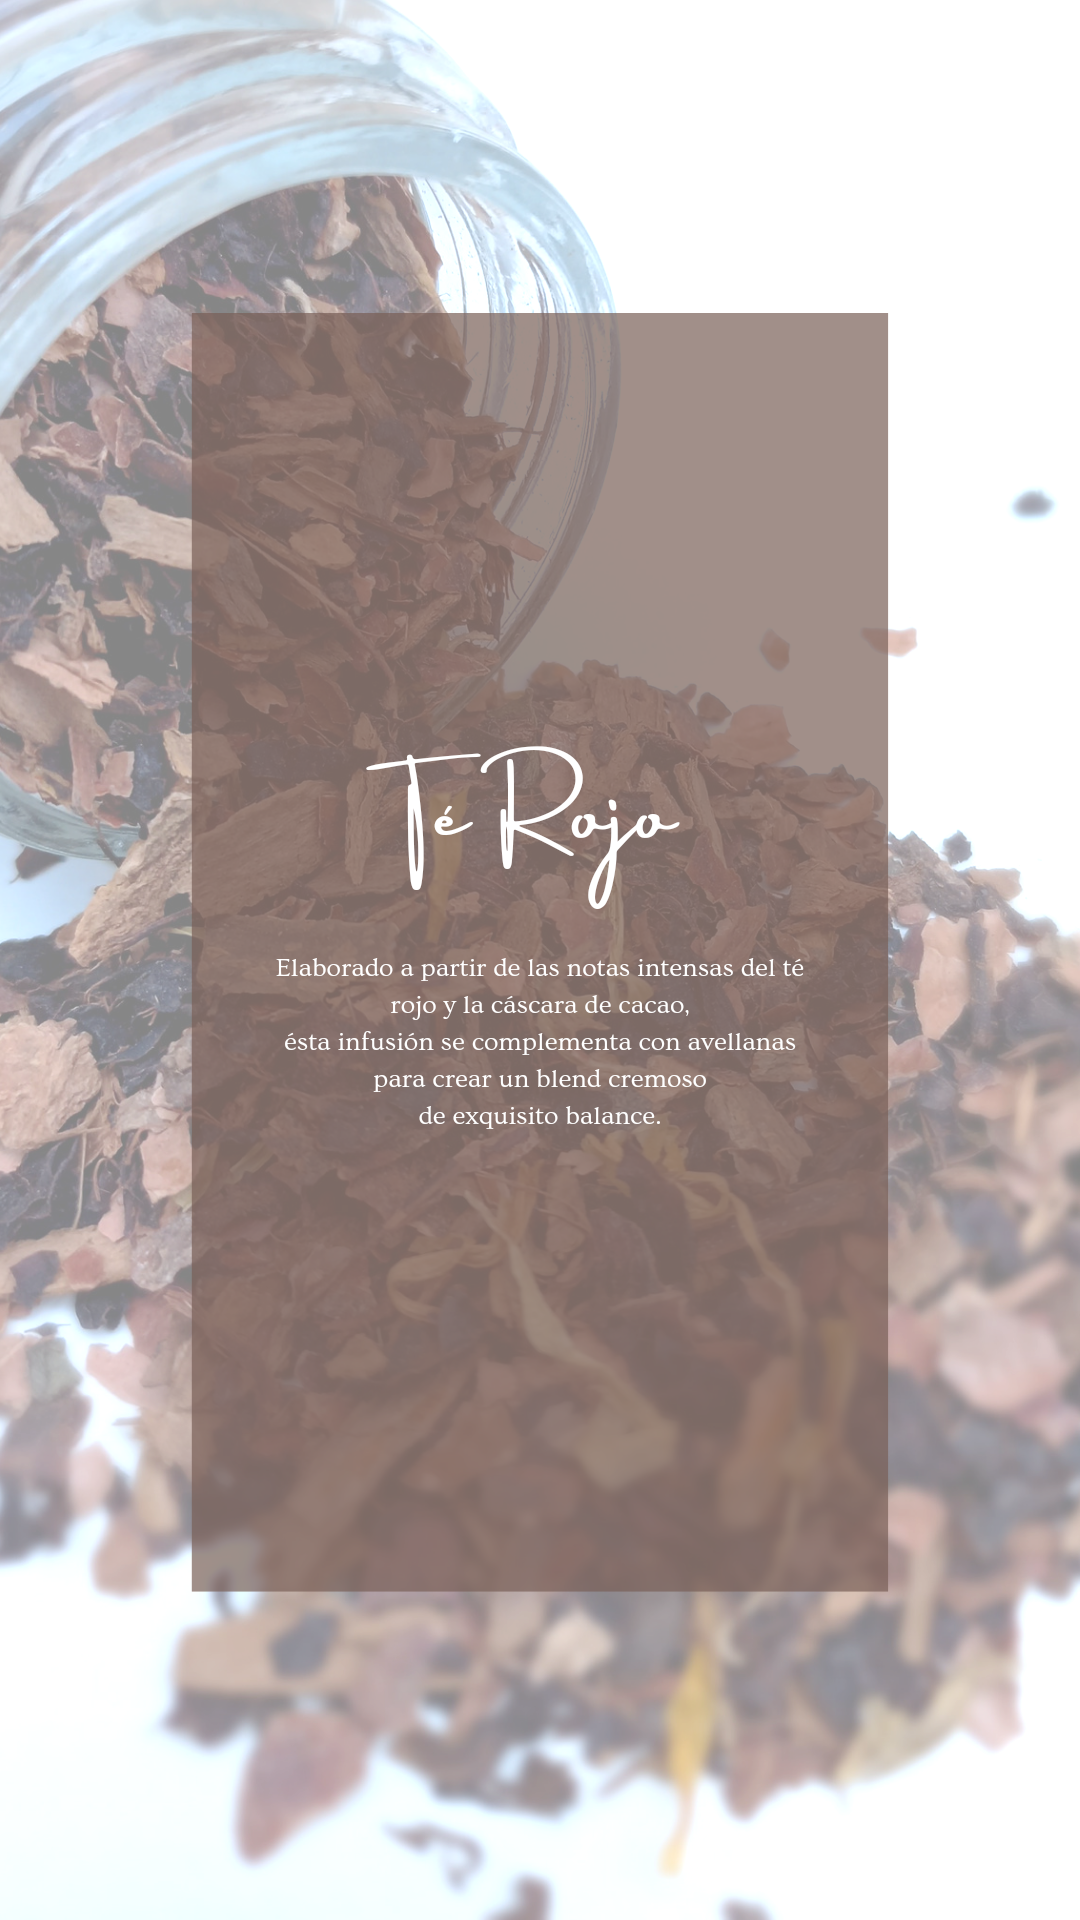 Té Rojo
Elaborado a partir de las notas intensas del té
rojo y la cáscara de cacao,
ésta infusión se complementa con avellanas
para crear un blend cremoso
de exquisito balance.